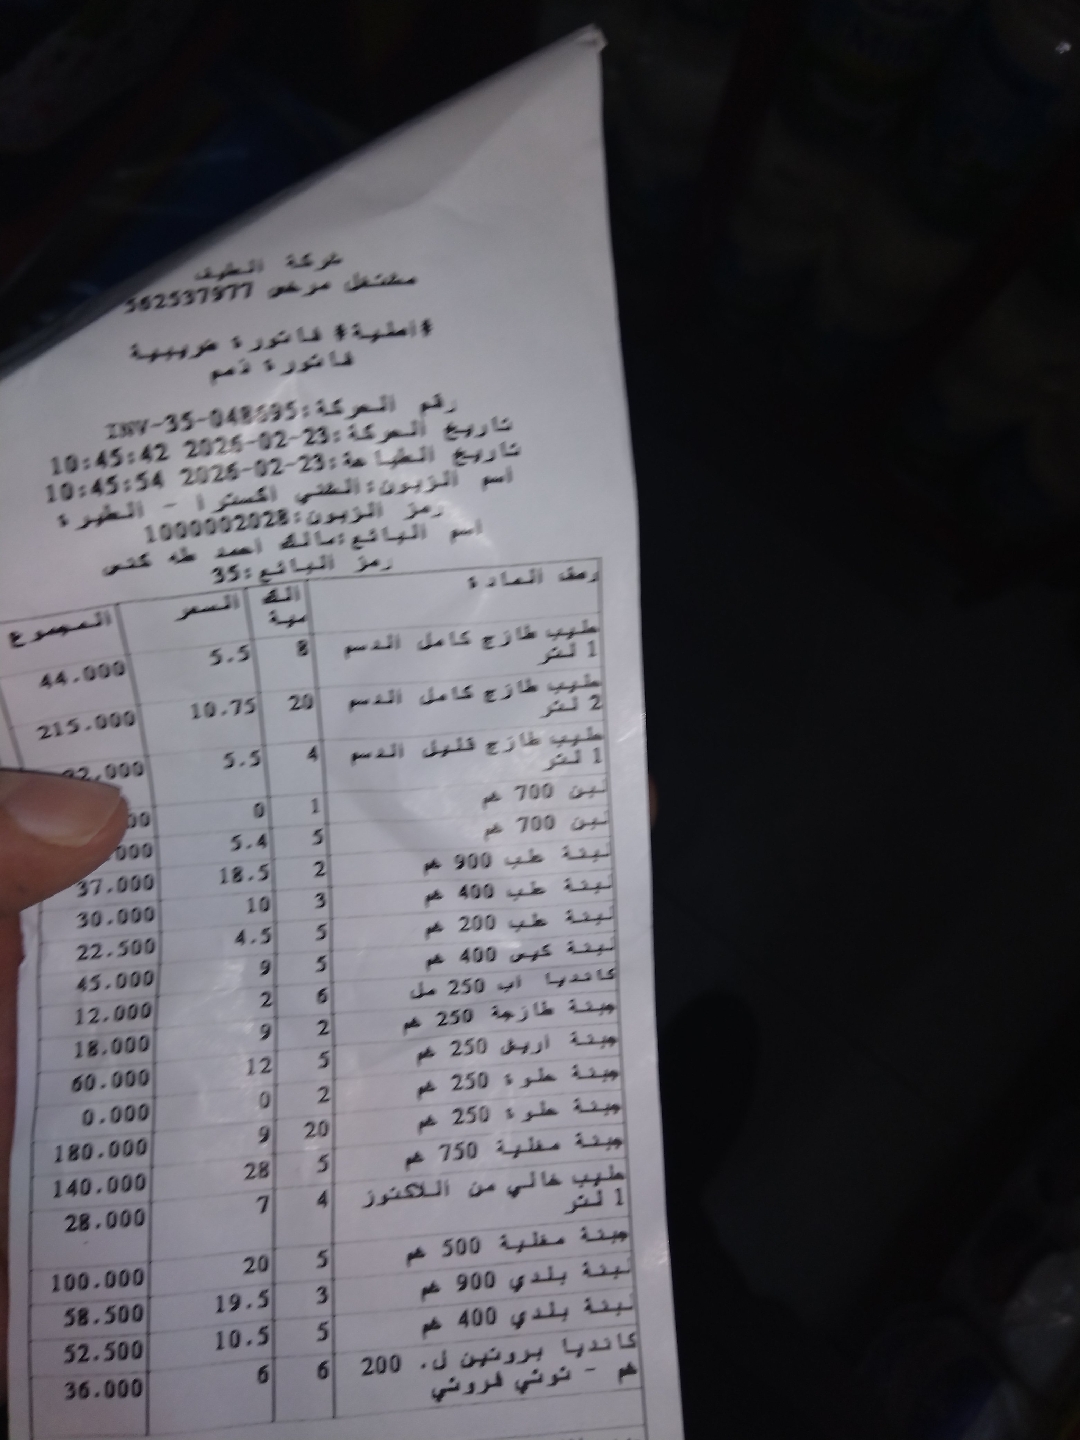 شركة الطيف
مشتغل مرخص 562537977
#أصلية# فاتورة ضريبية
فاتورة ذمم
رقم الحركة:INV-35-048695
تاريخ الحركة:23-02-2026 10:45:42
تاريخ الطباعة:23-02-2026 10:45:54
اسم الزبون: اكسترا - الطيرة
رمز الزبون:1000002028
اسم البائع:مالك احمد طه
رمز البائع:35
وصف المادة الكمية السعر المجموع
حليب طازج كامل الدسم 1 لتر 8 5.5 44.000
حليب طازج كامل الدسم 2 لتر 20 10.75 215.000
حليب طازج قليل الدسم 1 لتر 4 5.5
لبن 700 غم 1 0
لبن 700 غم 5 5.4
لبنة علب 900 غم 2 18.5 37.000
لبنة علب 400 غم 3 10 30.000
لبنة علب 200 غم 5 4.5 22.500
لبنة كيس 400 غم 5 9 45.000
كانديا اب 250 مل 6 2 12.000
جبنة طازجة 250 غم 2 9 18.000
جبنة اريش 250 غم 5 12 60.000
جبنة حلوة 250 غم 2 0 0.000
جبنة حلوة 250 غم 20 9 180.000
جبنة مغلية 750 غم 5 28 140.000
حليب خالي من اللاكتوز 1 لتر 4 7 28.000
جبنة مغلية 500 غم 5 20 100.000
لبنة بلدي 900 غم 3 19.5 58.500
لبنة بلدي 400 غم 5 10.5 52.500
كانديا بروتين ل. 200 غم - توتي فروتي 6 6 36.000